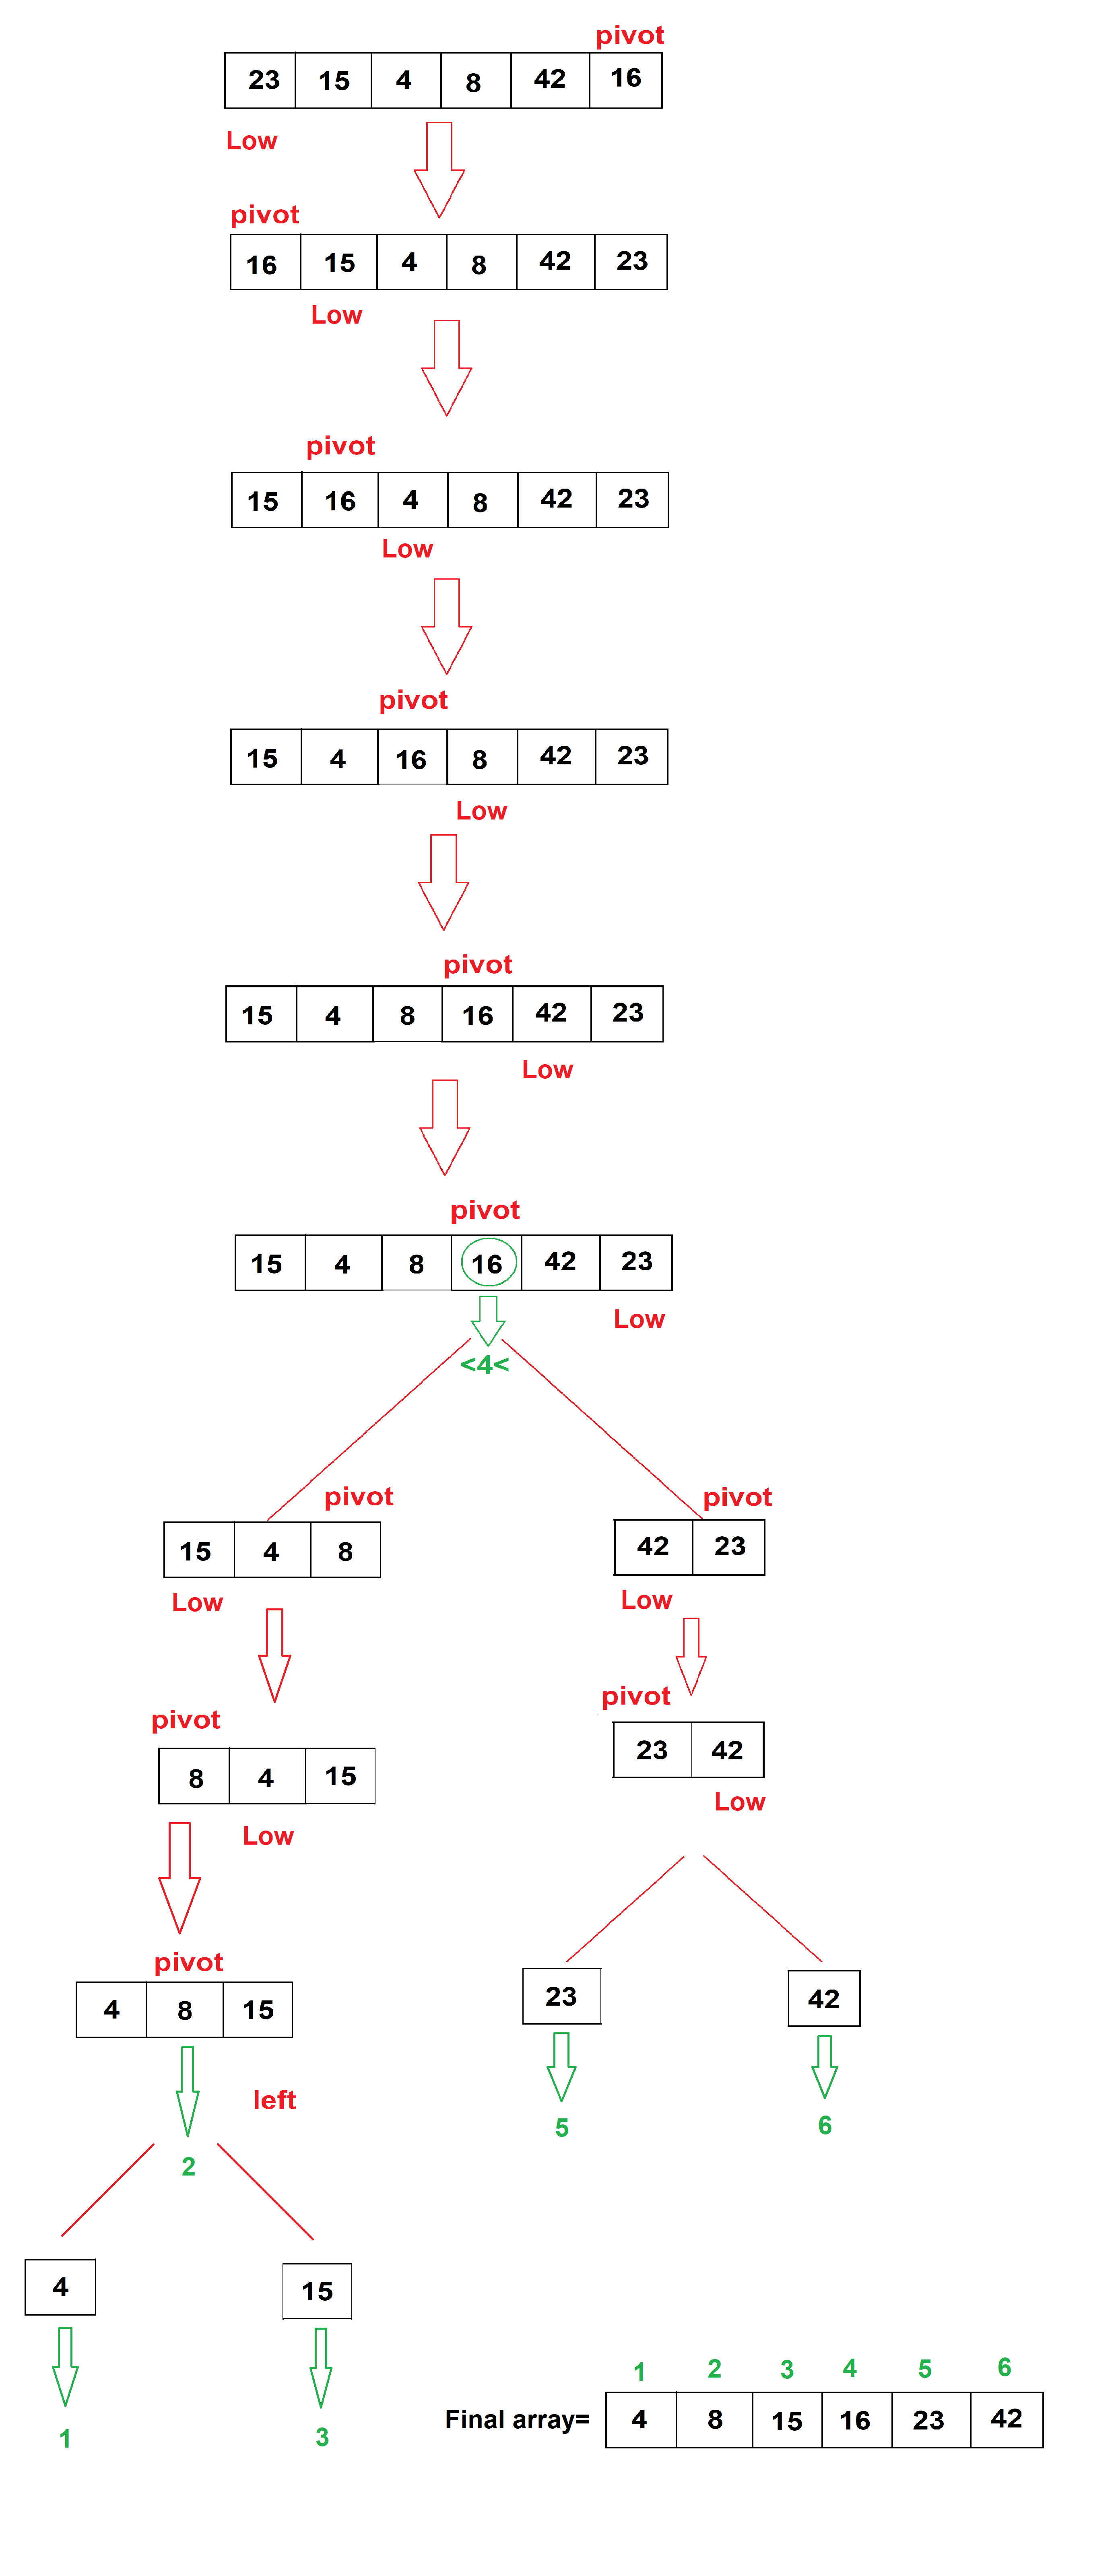 pivot
23 15 4 8 42 16
Low
pivot
16 15 4 8 42 23
Low
pivot
15 16 4 8 42 23
Low
pivot
15 4 16 8 42 23
Low
pivot
15 4 8 16 42 23
Low
pivot
15 4 8 16 42 23
Low
<4<
pivot pivot
15 4 8 42 23
Low Low
pivot
23 42
pivot
8 4 15
Low
Low
pivot
4 8 15
23 42
left
5 6
2
4 15
1 2 3 4 5 6
Final array= 4 8 15 16 23 42
1 3